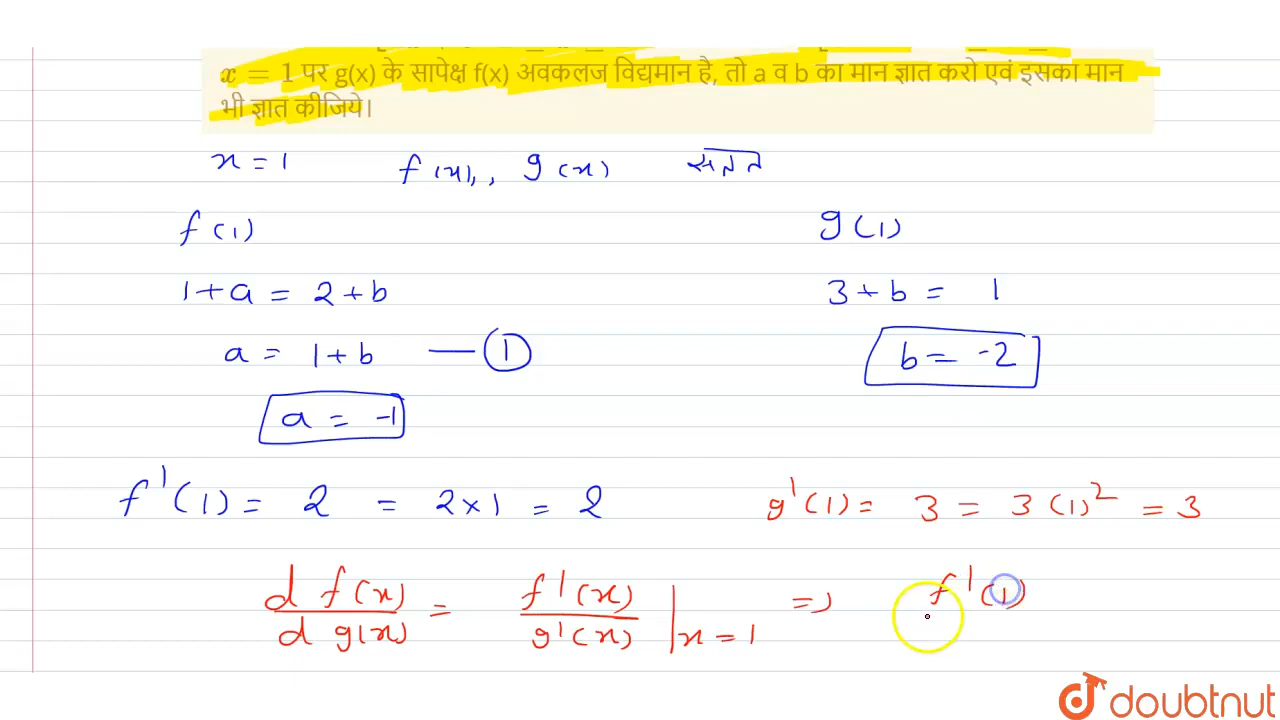 x = 1 पर g(x) के सापेक्ष f(x) अवकलज विद्यमान है, तो a व b का मान ज्ञात करो एवं इसका मान
भी ज्ञात कीजिये।
x = 1 f(x),, g(x) सतत
f(1) g(1)
1+a = 2+b 3+b = 1
a = 1+b — ① b = -2
a = -1
f'(1) = 2 = 2×1 = 2 g'(1) = 3 = 3(1)² = 3
d f(x) / d g(x) = f'(x) / g'(x) | x = 1 => f'(1)
doubtnut